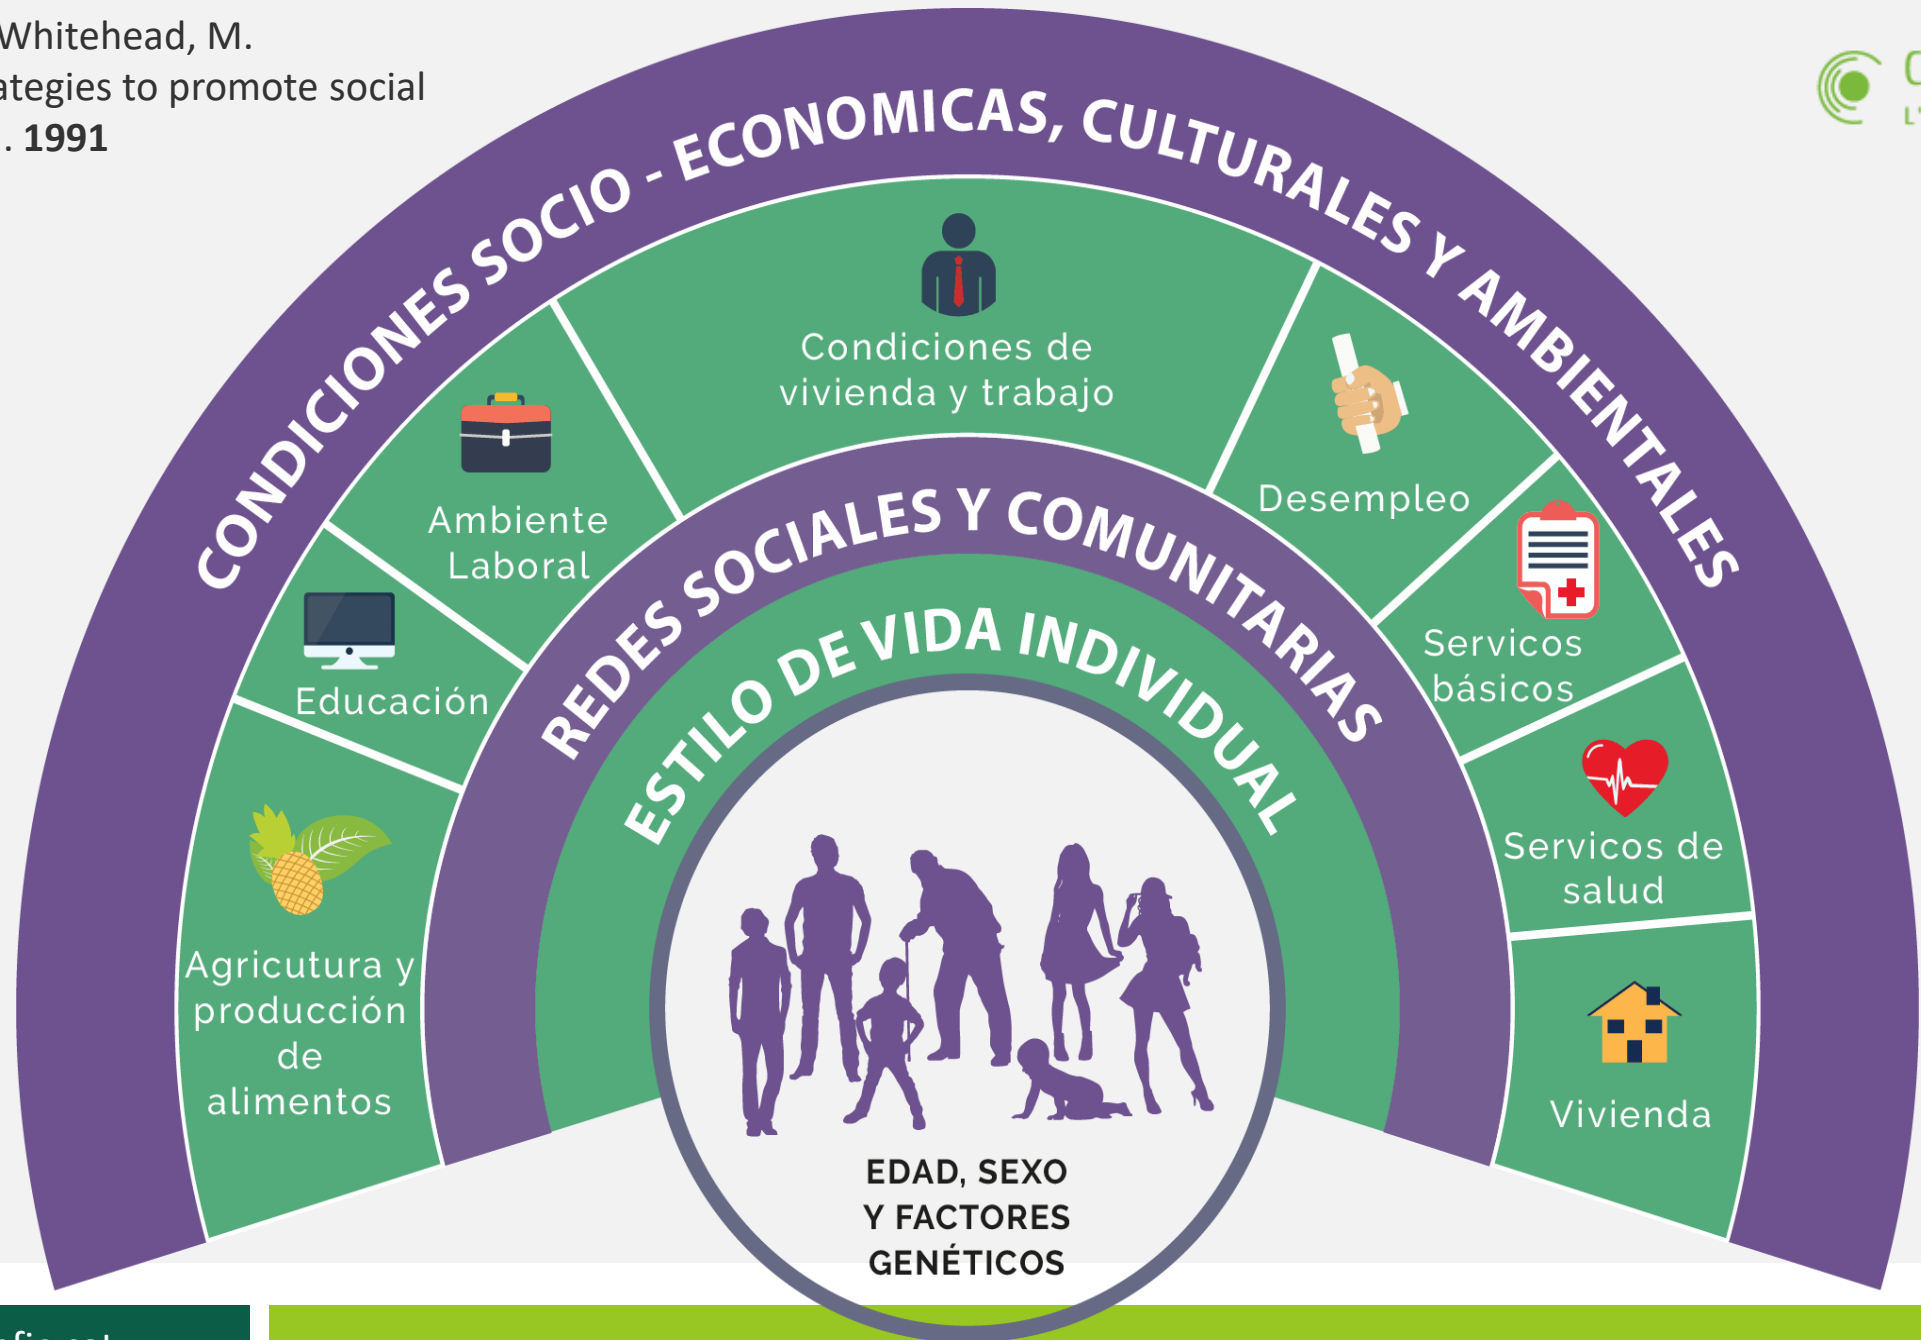 Whitehead, M.
ategies to promote social
. 1991
CONDICIONES SOCIO - ECONOMICAS, CULTURALES Y AMBIENTALES
Condiciones de
vivienda y trabajo
Ambiente
Laboral
Desempleo
Educación
Servicos
básicos
Agricutura y
producción
de
alimentos
Servicos de
salud
Vivienda
REDES SOCIALES Y COMUNITARIAS
ESTILO DE VIDA INDIVIDUAL
EDAD, SEXO
Y FACTORES
GENÉTICOS